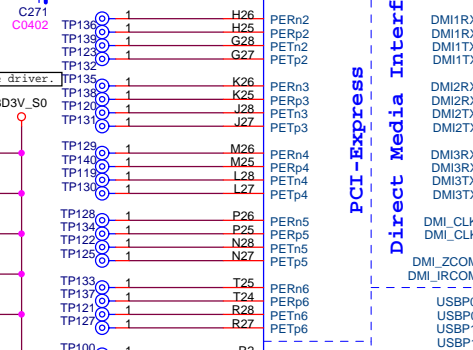 C271
C0402
TP136 1 H26 PERn2
TP139 1 H25 PERp2
TP123 1 G28 PETn2
TP132 1 G27 PETp2
e driver.
TP135 1 K26 PERn3
TP138 1 K25 PERp3
TP120 1 J28 PETn3
TP131 1 J27 PETp3
D3V_S0
TP129 1 M26 PERn4
TP140 1 M25 PERp4
TP119 1 L28 PETn4
TP130 1 L27 PETp4
TP128 1 P26 PERn5
TP134 1 P25 PERp5
TP122 1 N28 PETn5
TP125 1 N27 PETp5
TP133 1 T25 PERn6
TP137 1 T24 PERp6
TP121 1 R28 PETn6
TP127 1 R27 PETp6
TP100 1
PCI-Express
Direct Media Interf
DMI1RX
DMI1RX
DMI1TX
DMI1TX
DMI2RX
DMI2RX
DMI2TX
DMI2TX
DMI3RX
DMI3RX
DMI3TX
DMI3TX
DMI_CLK
DMI_CLK
DMI_ZCOM
DMI_IRCOM
USBP0
USBP0
USBP1
USBP1